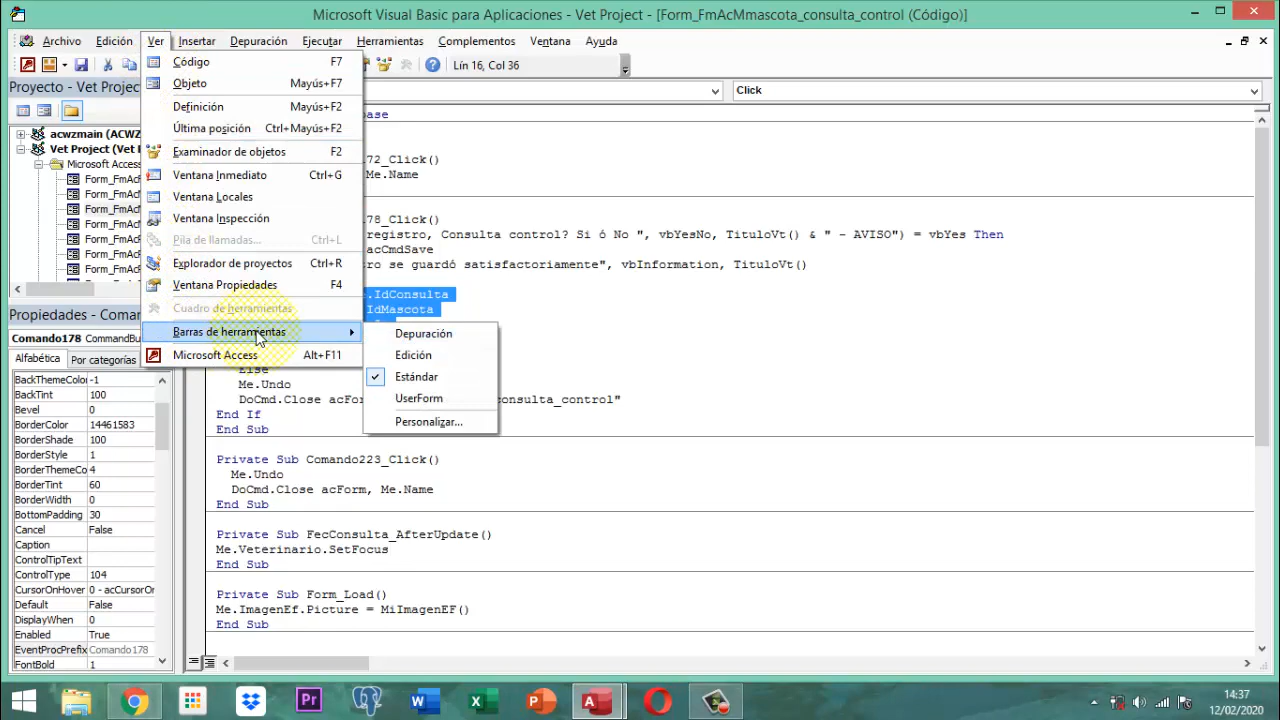 Microsoft Visual Basic para Aplicaciones - Vet Project - [Form_FmAcMmascota_consulta_control (Código)]
Archivo Edición Ver Insertar Depuración Ejecutar Herramientas Complementos Ventana Ayuda
Lín 16, Col 36
Proyecto - Vet Proje
Click
acwzmain (ACWZ
Vet Project (Vet P
Microsoft Acces
Form_FmAc
Form_FmAc
Form_FmAc
Form_FmAc
Form_FmAc
Form_FmAc
Form_FmAc
Código F7
Objeto Mayús+F7
Definición Mayús+F2
Última posición Ctrl+Mayús+F2
Examinador de objetos F2
Ventana Inmediato Ctrl+G
Ventana Locales
Ventana Inspección
Pila de llamadas... Ctrl+L
Explorador de proyectos Ctrl+R
Ventana Propiedades F4
Cuadro de herramientas
Barras de herramientas
Microsoft Access Alt+F11
Depuración
Edición
Estándar
UserForm
Personalizar...
ase
72_Click()
Me.Name
78_Click()
registro, Consulta control? Si ó No ", vbYesNo, TituloVt() & " - AVISO") = vbYes Then
acCmdSave
ro se guardó satisfactoriamente", vbInformation, TituloVt()
.IdConsulta
IdMascota
Else
Me.Undo
DoCmd.Close acFor
onsulta_control"
End If
End Sub
Private Sub Comando223_Click()
Me.Undo
DoCmd.Close acForm, Me.Name
End Sub
Private Sub FecConsulta_AfterUpdate()
Me.Veterinario.SetFocus
End Sub
Private Sub Form_Load()
Me.ImagenEf.Picture = MiImagenEF()
End Sub
Propiedades - Coma
Comando178 CommandBu
Alfabética Por categorías
BackThemeColo -1
BackTint 100
Bevel 0
BorderColor 14461583
BorderShade 100
BorderStyle 1
BorderThemeCo 4
BorderTint 60
BorderWidth 0
BottomPadding 30
Cancel False
Caption
ControlTipText
ControlType 104
CursorOnHover 0 - acCursorOn
Default False
DisplayWhen 0
Enabled True
EventProcPrefix Comando178
FontBold 1
14:37
12/02/2020